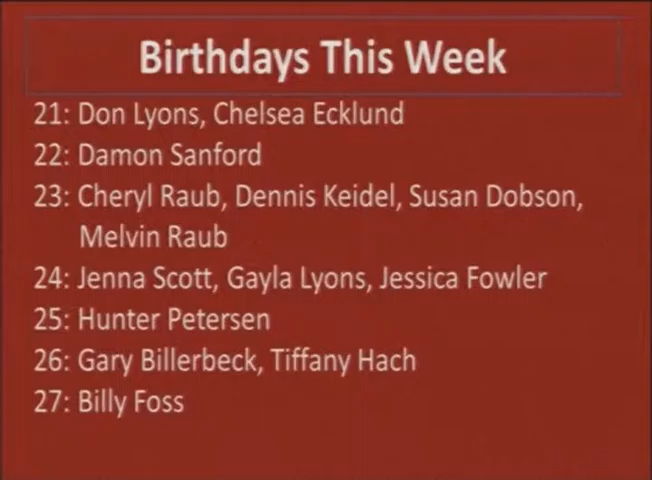 Birthdays This Week
21: Don Lyons, Chelsea Ecklund
22: Damon Sanford
23: Cheryl Raub, Dennis Keidel, Susan Dobson,
Melvin Raub
24: Jenna Scott, Gayla Lyons, Jessica Fowler
25: Hunter Petersen
26: Gary Billerbeck, Tiffany Hach
27: Billy Foss